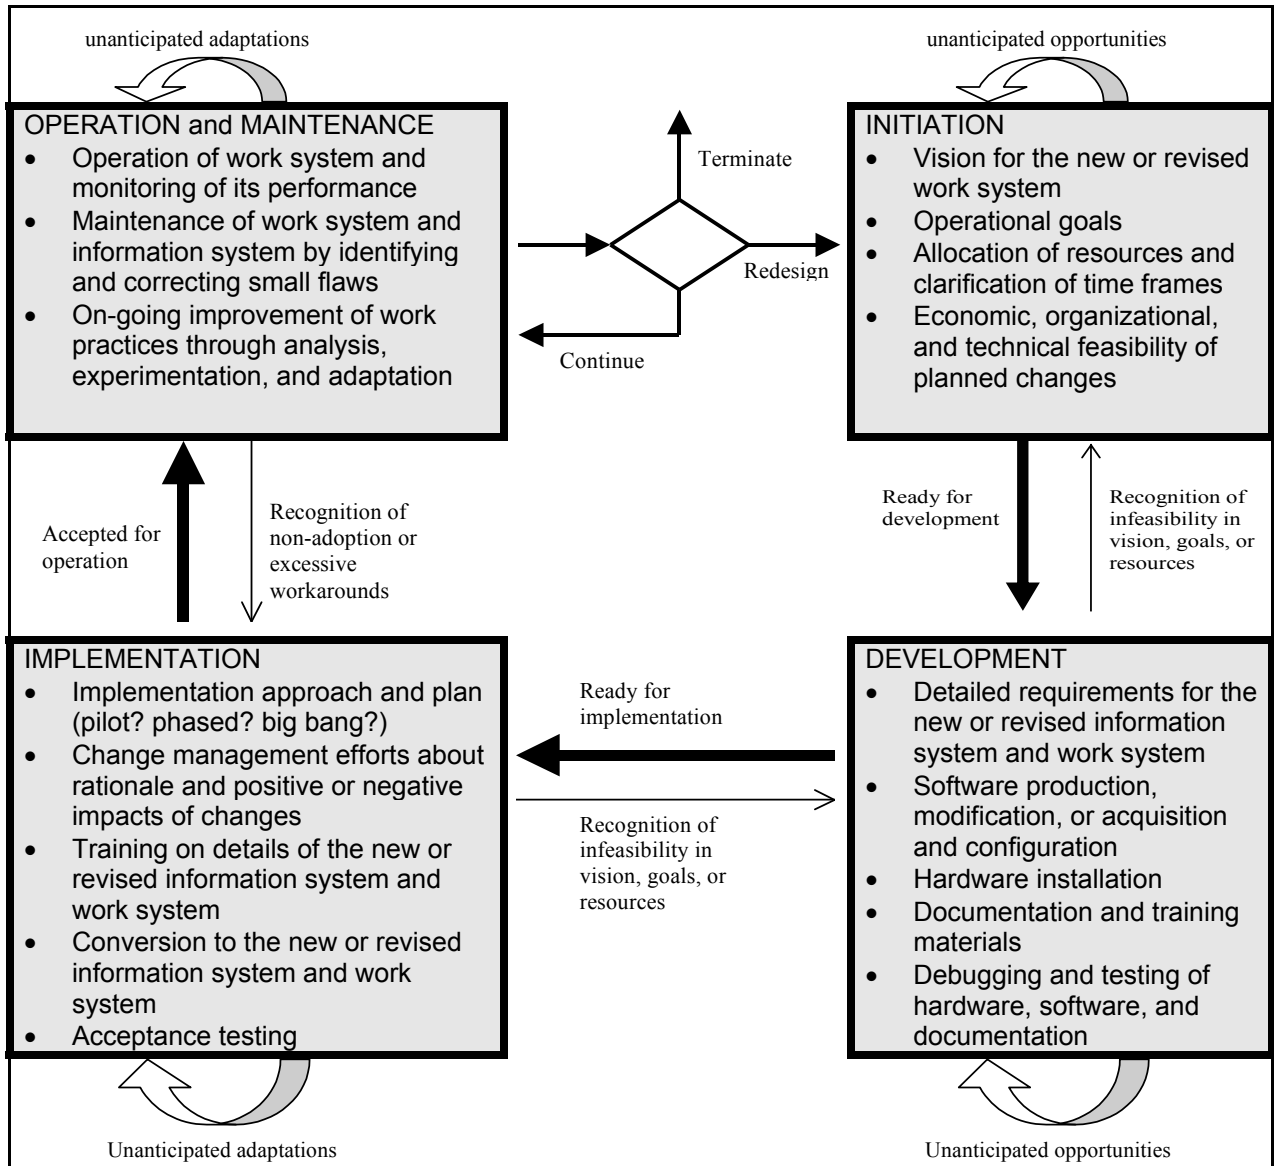 unanticipated adaptations
unanticipated opportunities
OPERATION and MAINTENANCE
• Operation of work system and
monitoring of its performance
• Maintenance of work system and
information system by identifying
and correcting small flaws
• On-going improvement of work
practices through analysis,
experimentation, and adaptation
Terminate
Redesign
Continue
INITIATION
• Vision for the new or revised
work system
• Operational goals
• Allocation of resources and
clarification of time frames
• Economic, organizational,
and technical feasibility of
planned changes
Accepted for
operation
Recognition of
non-adoption or
excessive
workarounds
Ready for
development
Recognition of
infeasibility in
vision, goals, or
resources
IMPLEMENTATION
• Implementation approach and plan
(pilot? phased? big bang?)
• Change management efforts about
rationale and positive or negative
impacts of changes
• Training on details of the new or
revised information system and
work system
• Conversion to the new or revised
information system and work
system
• Acceptance testing
Ready for
implementation
Recognition of
infeasibility in
vision, goals, or
resources
DEVELOPMENT
• Detailed requirements for the
new or revised information
system and work system
• Software production,
modification, or acquisition
and configuration
• Hardware installation
• Documentation and training
materials
• Debugging and testing of
hardware, software, and
documentation
Unanticipated adaptations
Unanticipated opportunities